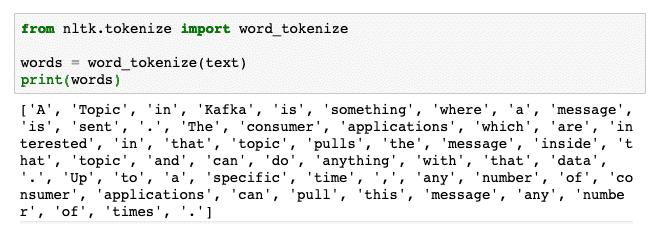 from nltk.tokenize import word_tokenize
words = word_tokenize(text)
print(words)
['A', 'Topic', 'in', 'Kafka', 'is', 'something', 'where', 'a', 'message',
'is', 'sent', '.', 'The', 'consumer', 'applications', 'which', 'are', 'in
terested', 'in', 'that', 'topic', 'pulls', 'the', 'message', 'inside', 't
hat', 'topic', 'and', 'can', 'do', 'anything', 'with', 'that', 'data',
'.', 'Up', 'to', 'a', 'specific', 'time', ',', 'any', 'number', 'of', 'co
nsumer', 'applications', 'can', 'pull', 'this', 'message', 'any', 'numbe
r', 'of', 'times', '.']